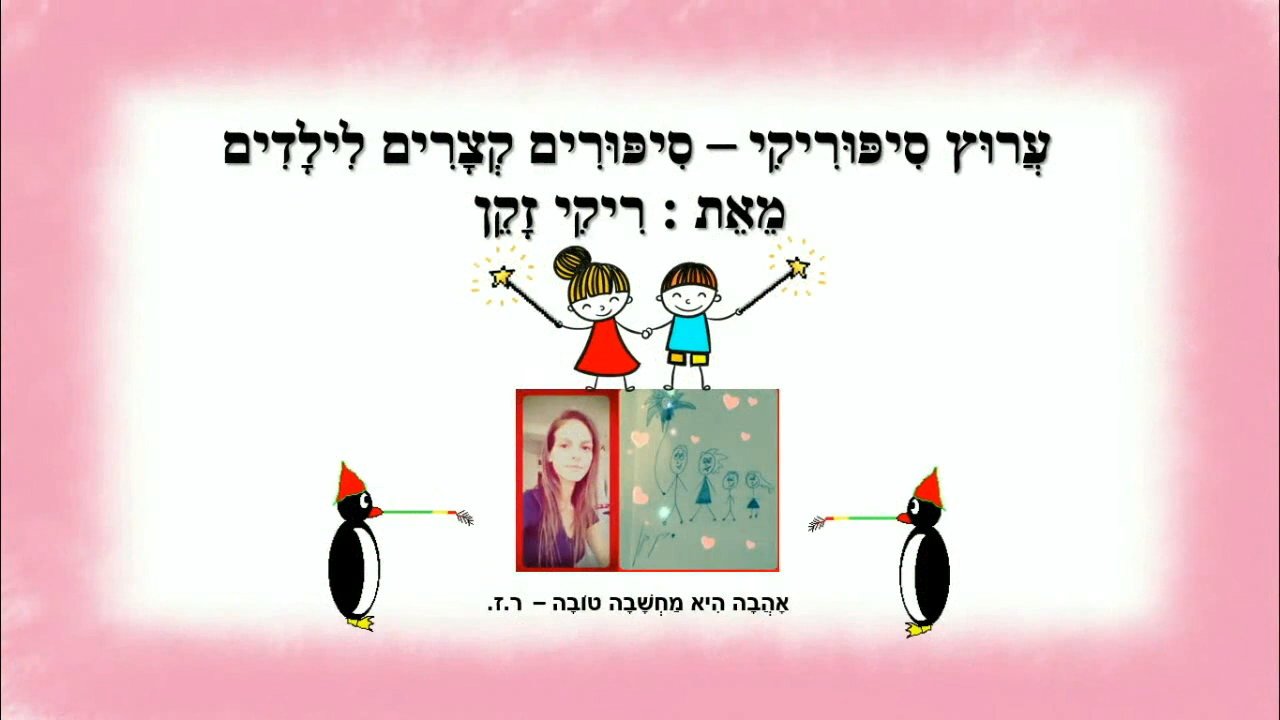 עֲרוּץ סִיפּוּרִיקִי – סִיפּוּרִים קְצָרִים לִילָדִים
מֵאֵת : רִיקִי זָקֵן
אַהֲבָה הִיא מַחְשָׁבָה טוֹבָה – ר.ז.